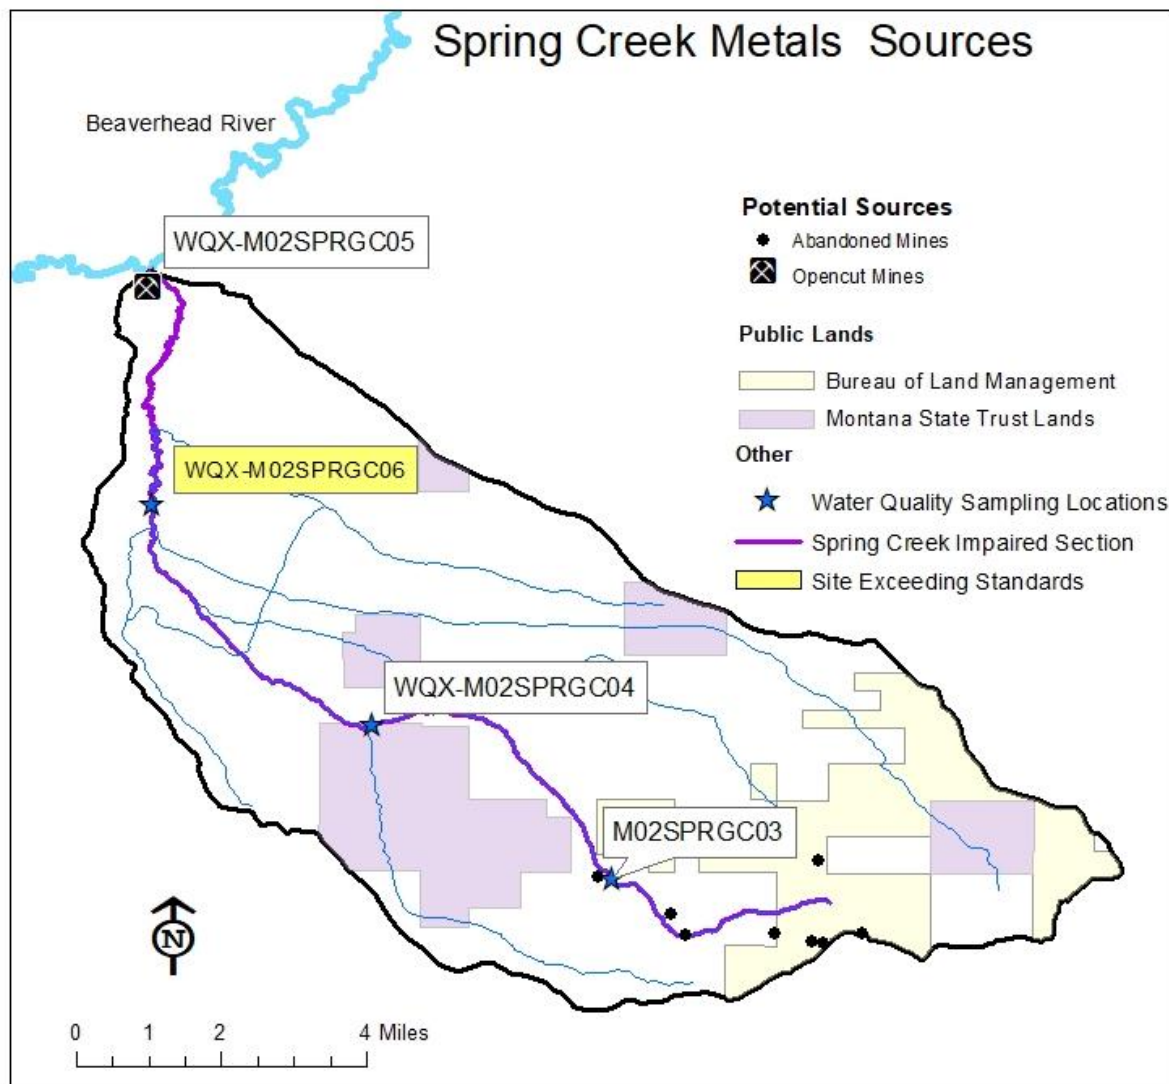 Spring Creek Metals Sources
Beaverhead River
WQX-M02SPRGC05
Potential Sources
Abandoned Mines
Opencut Mines
Public Lands
Bureau of Land Management
Montana State Trust Lands
Other
WQX-M02SPRGC06
Water Quality Sampling Locations
Spring Creek Impaired Section
Site Exceeding Standards
WQX-M02SPRGC04
M02SPRGC03
N
0 1 2 4 Miles